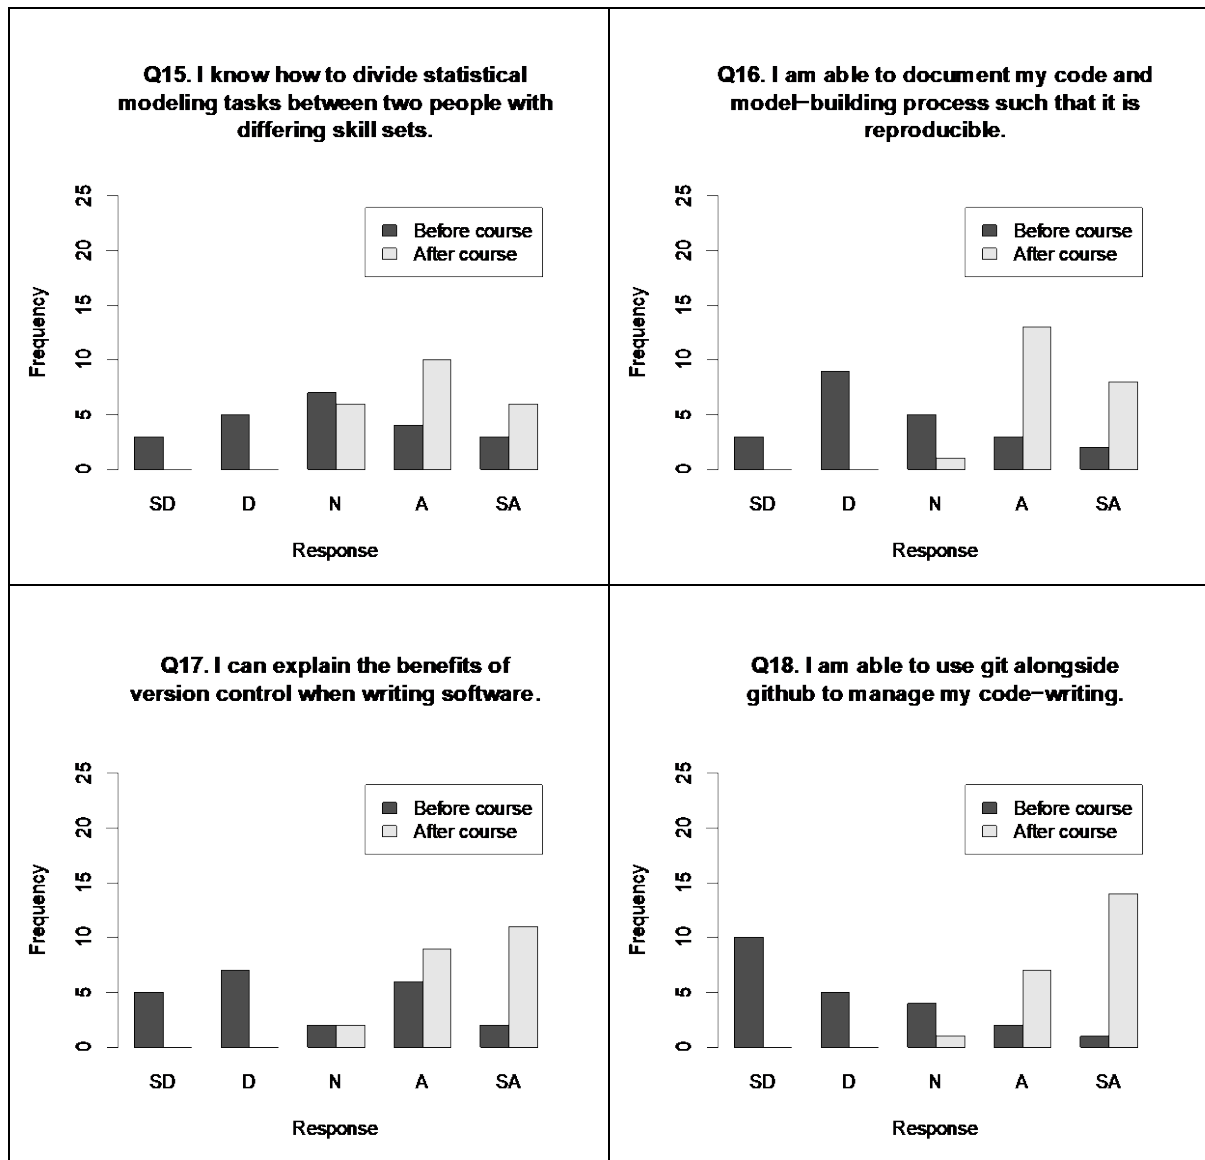 Q15. I know how to divide statistical
modeling tasks between two people with
differing skill sets.
25
20
15
10
5
0
Frequency
Before course
After course
SD D N A SA
Response
Q16. I am able to document my code and
model−building process such that it is
reproducible.
25
20
15
10
5
0
Frequency
Before course
After course
SD D N A SA
Response
Q17. I can explain the benefits of
version control when writing software.
25
20
15
10
5
0
Frequency
Before course
After course
SD D N A SA
Response
Q18. I am able to use git alongside
github to manage my code−writing.
25
20
15
10
5
0
Frequency
Before course
After course
SD D N A SA
Response